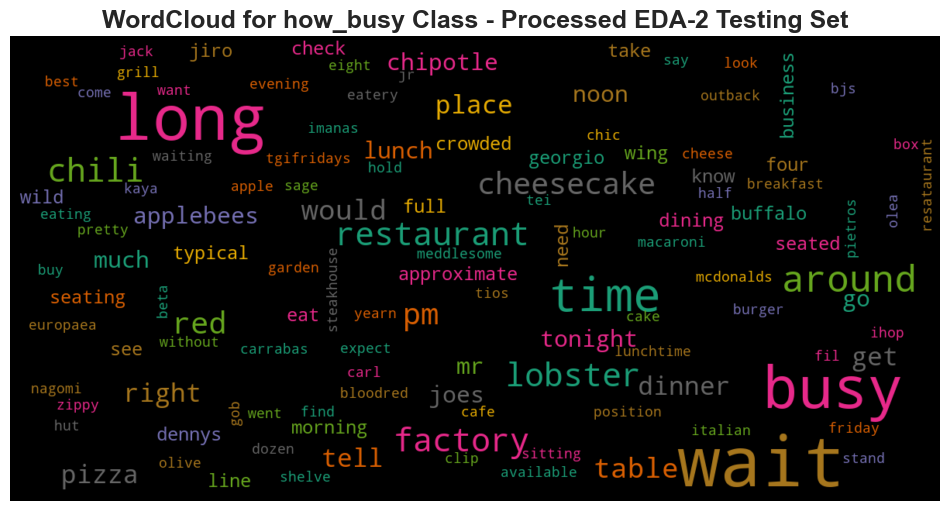 WordCloud for how_busy Class - Processed EDA-2 Testing Set
jack
jiro
check
chipotle
take
say
look
business
best
grill
eight
jr
come
want
evening
eatery
place
noon
outback
bjs
long
imanas
crowded
chic
box
resataurant
chili
waiting
tgifridays
lunch
hold
georgio
wing
cheese
four
wild
kaya
apple
sage
cheesecake
know
half
breakfast
eating
applebees
would
full
tei
dining
buffalo
olea
pretty
restaurant
need
hour
macaroni
seated
pietros
much
typical
meddlesome
buy
garden
steakhouse
approximate
mcdonalds
around
seating
beta
tios
time
go
europaea
red
eat
yearn
pm
cake
burger
without
see
carrabas
expect
tonight
lunchtime
ihop
carl
mr
lobster
fil
get
nagomi
right
bloodred
joes
dinner
busy
zippy
gob
went
find
cafe
position
hut
dennys
morning
factory
italian
friday
dozen
clip
sitting
olive
tell
wait
stand
pizza
line
shelve
available
table